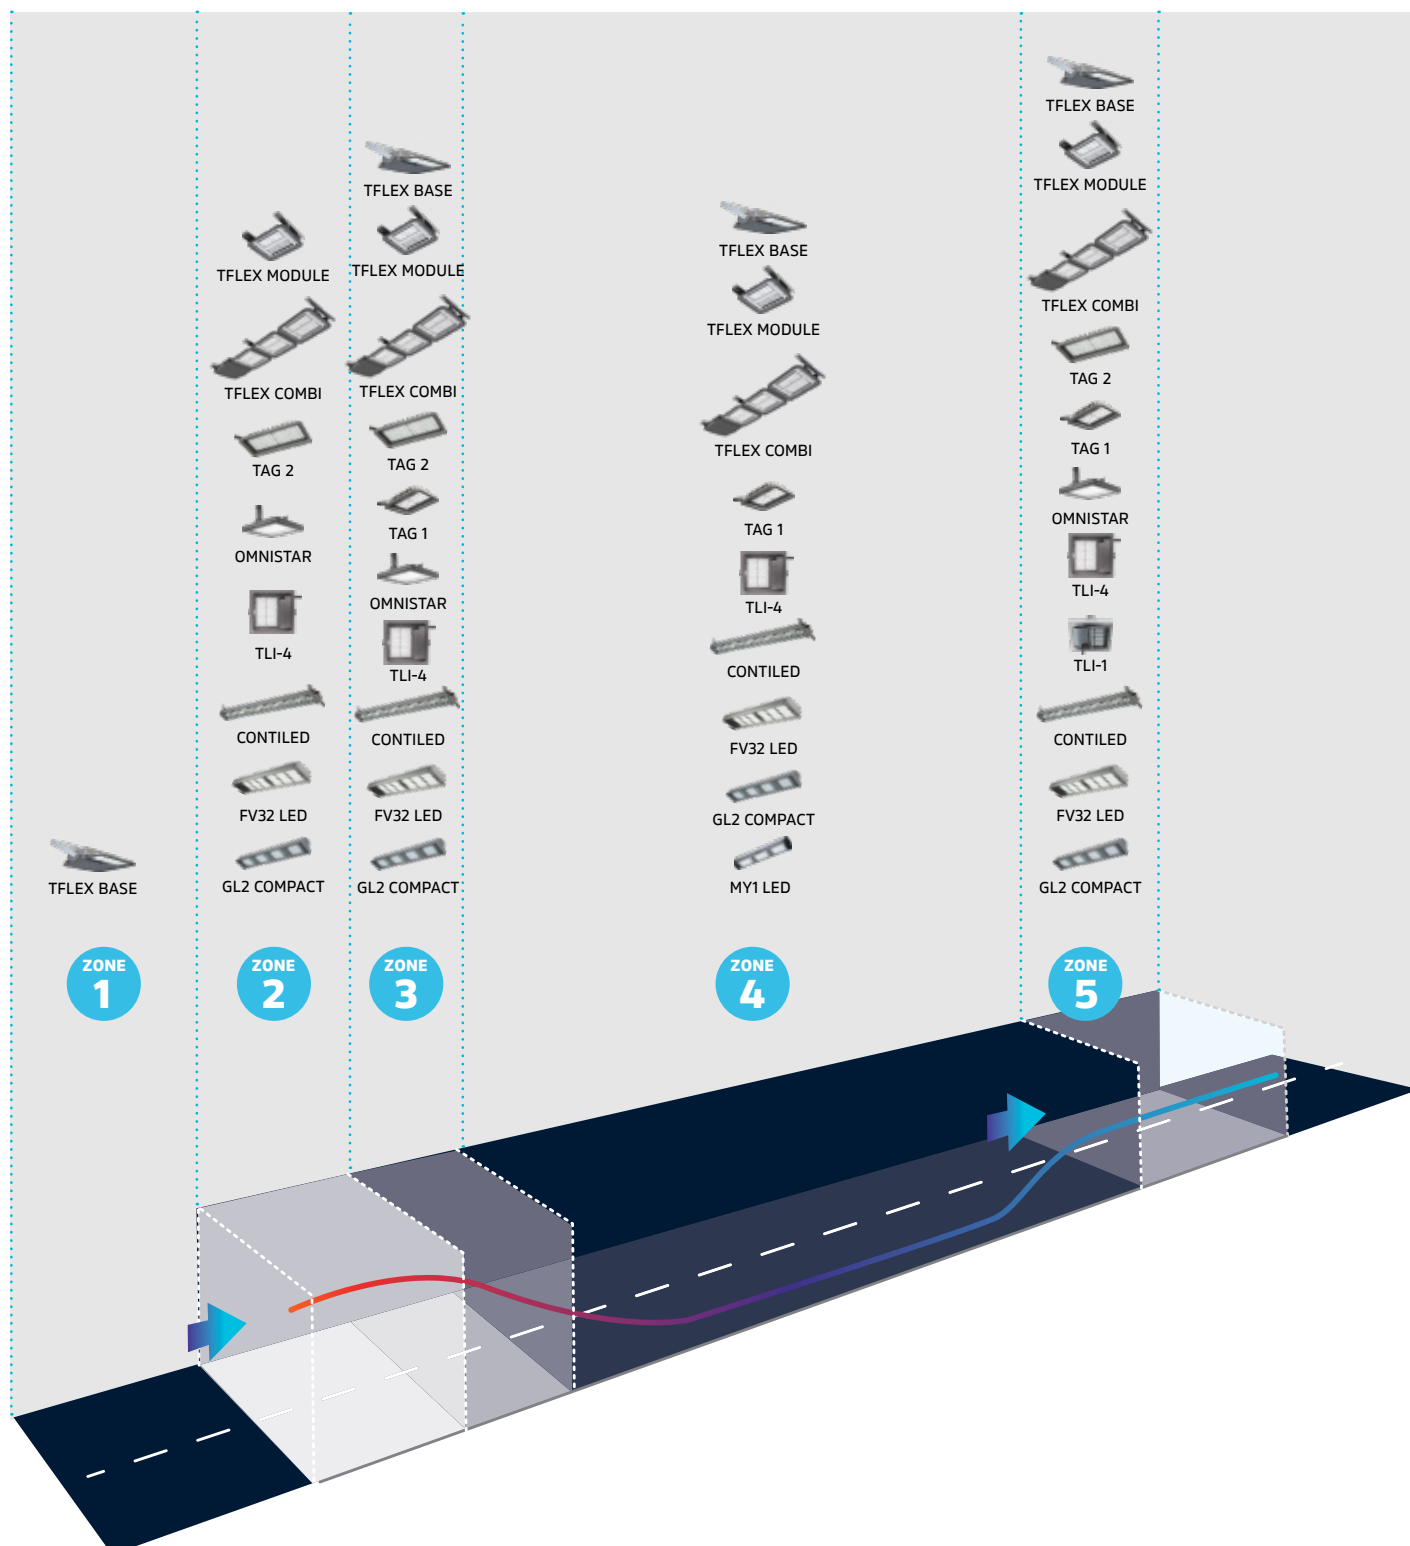 TFLEX BASE
ZONE
1
TFLEX MODULE
TFLEX COMBI
TAG 2
OMNISTAR
TLI-4
CONTILED
FV32 LED
GL2 COMPACT
ZONE
2
TFLEX BASE
TFLEX MODULE
TFLEX COMBI
TAG 2
TAG 1
OMNISTAR
TLI-4
CONTILED
FV32 LED
GL2 COMPACT
ZONE
3
TFLEX BASE
TFLEX MODULE
TFLEX COMBI
TAG 1
TLI-4
CONTILED
FV32 LED
GL2 COMPACT
MY1 LED
ZONE
4
TFLEX BASE
TFLEX MODULE
TFLEX COMBI
TAG 2
TAG 1
OMNISTAR
TLI-4
TLI-1
CONTILED
FV32 LED
GL2 COMPACT
ZONE
5